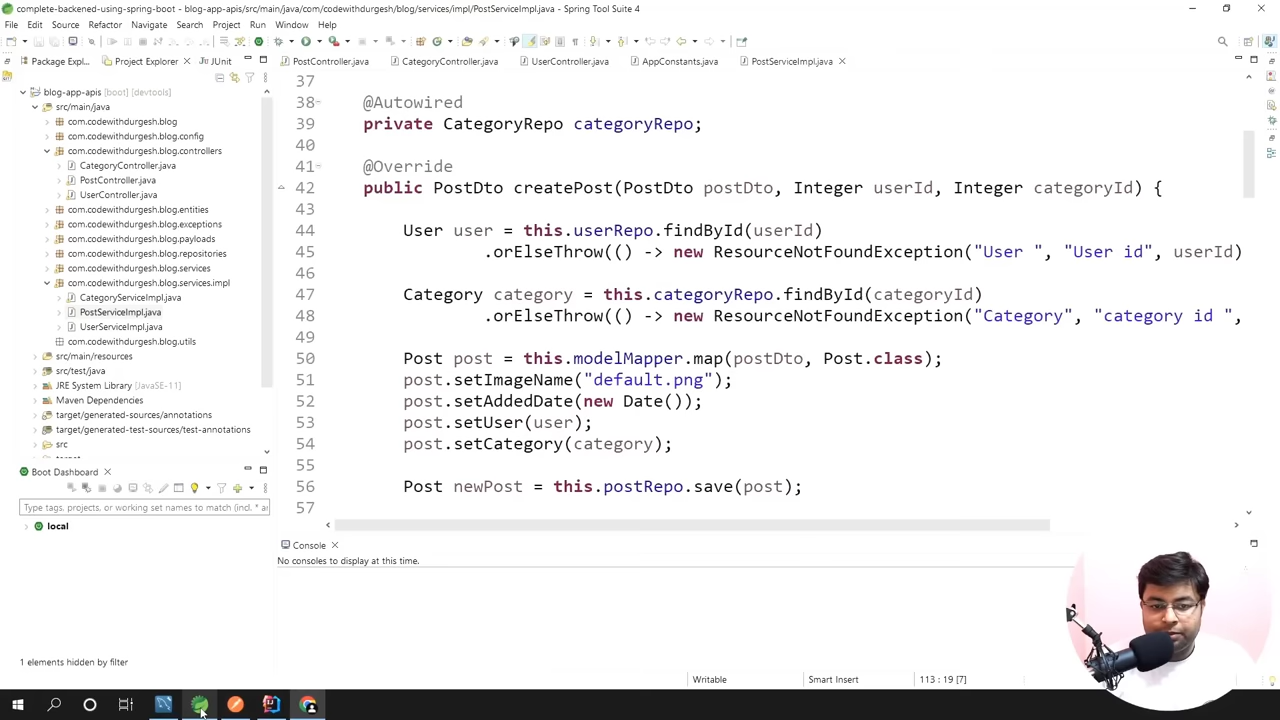 complete-backened-using-spring-boot - blog-app-apis/src/main/java/com/codewithdurgesh/blog/services/impl/PostServiceImpl.java - Spring Tool Suite 4
File Edit Source Refactor Navigate Search Project Run Window Help
Package Expl... Project Explorer JUnit
PostController.java CategoryController.java UserController.java AppConstants.java PostServiceImpl.java
blog-app-apis [boot] [devtools]
src/main/java
com.codewithdurgesh.blog
com.codewithdurgesh.blog.config
com.codewithdurgesh.blog.controllers
CategoryController.java
PostController.java
UserController.java
com.codewithdurgesh.blog.entities
com.codewithdurgesh.blog.exceptions
com.codewithdurgesh.blog.payloads
com.codewithdurgesh.blog.repositories
com.codewithdurgesh.blog.services
com.codewithdurgesh.blog.services.impl
CategoryServiceImpl.java
PostServiceImpl.java
UserServiceImpl.java
com.codewithdurgesh.blog.utils
src/main/resources
src/test/java
JRE System Library [JavaSE-11]
Maven Dependencies
target/generated-sources/annotations
target/generated-test-sources/test-annotations
src
Boot Dashboard
Type tags, projects, or working set names to match (incl. * ar
local
1 elements hidden by filter
37
38 @Autowired
39 private CategoryRepo categoryRepo;
40
41 @Override
42 public PostDto createPost(PostDto postDto, Integer userId, Integer categoryId) {
43
44 User user = this.userRepo.findById(userId)
45 .orElseThrow(() -> new ResourceNotFoundException("User ", "User id", userId)
46
47 Category category = this.categoryRepo.findById(categoryId)
48 .orElseThrow(() -> new ResourceNotFoundException("Category", "category id ",
49
50 Post post = this.modelMapper.map(postDto, Post.class);
51 post.setImageName("default.png");
52 post.setAddedDate(new Date());
53 post.setUser(user);
54 post.setCategory(category);
55
56 Post newPost = this.postRepo.save(post);
57
Console
No consoles to display at this time.
Writable Smart Insert 113 : 19 [7]